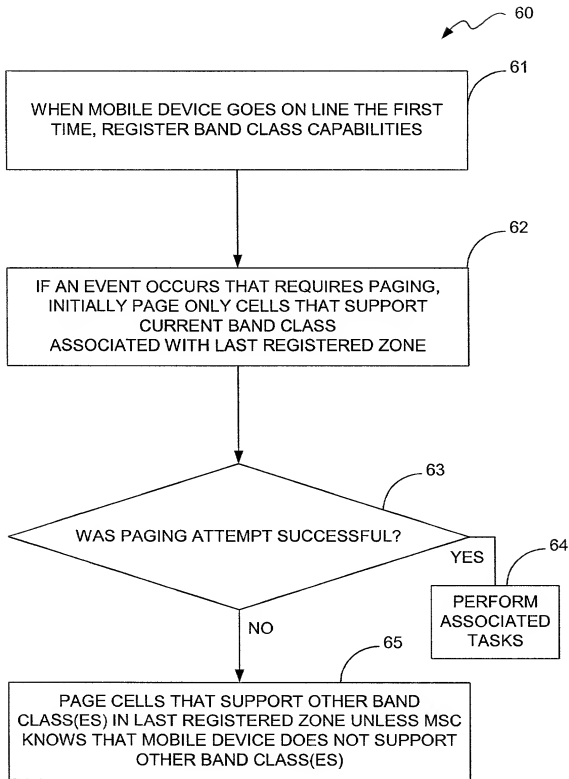 60
61
WHEN MOBILE DEVICE GOES ON LINE THE FIRST
TIME, REGISTER BAND CLASS CAPABILITIES
62
IF AN EVENT OCCURS THAT REQUIRES PAGING,
INITIALLY PAGE ONLY CELLS THAT SUPPORT
CURRENT BAND CLASS
ASSOCIATED WITH LAST REGISTERED ZONE.
63
WAS PAGING ATTEMPT SUCCESSFUL?
YES
64
PERFORM
ASSOCIATED
TASKS
NO
65
PAGE CELLS THAT SUPPORT OTHER BAND
CLASS(ES) IN LAST REGISTERED ZONE UNLESS MSC
KNOWS THAT MOBILE DEVICE DOES NOT SUPPORT
OTHER BAND CLASS(ES)